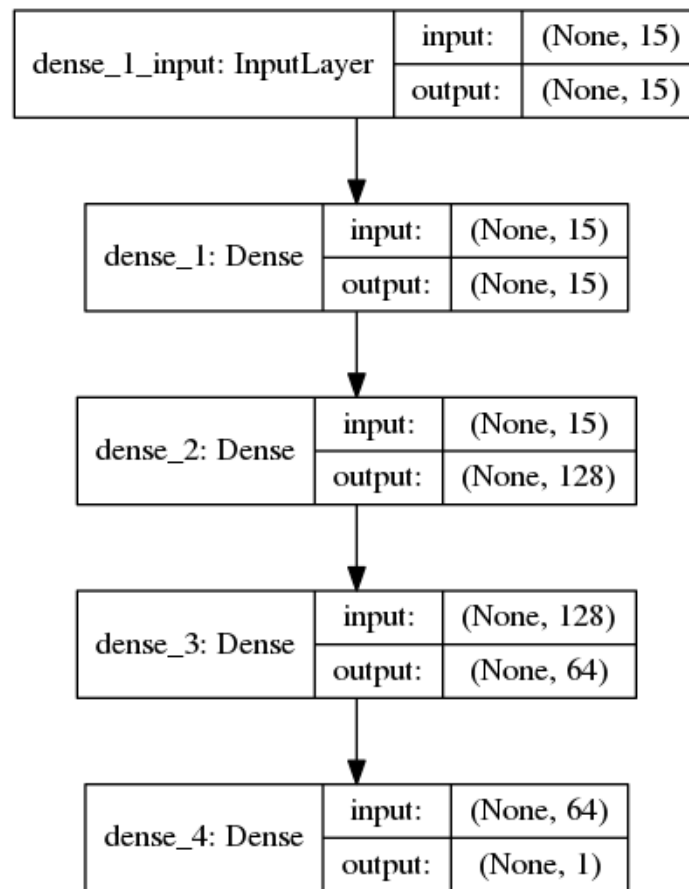 dense_1_input: InputLayer
input: (None, 15)
output: (None, 15)
dense_1: Dense
input: (None, 15)
output: (None, 15)
dense_2: Dense
input: (None, 15)
output: (None, 128)
dense_3: Dense
input: (None, 128)
output: (None, 64)
dense_4: Dense
input: (None, 64)
output: (None, 1)